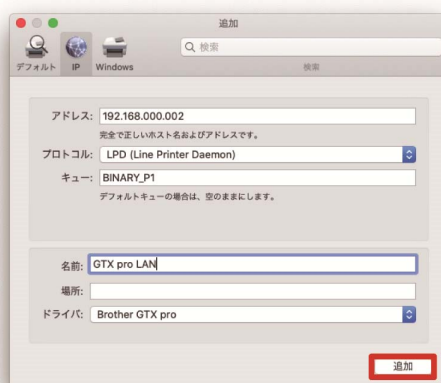 追加
検索
デフォルト IP Windows 検索
アドレス: 192.168.000.002
完全で正しいホスト名およびアドレスです。
プロトコル: LPD (Line Printer Daemon)
キュー: BINARY_P1
デフォルトキューの場合は、空のままにします。
名前: GTX pro LAN
場所:
ドライバ: Brother GTX pro
追加